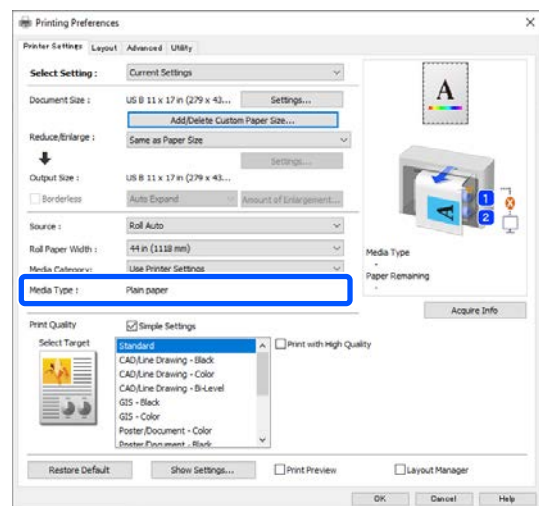 Printing Preferences
Printer Settings Layout Advanced Utility
Select Setting : Current Settings
Document Size : US B 11 x 17 in (279 x 43... Settings...
Add/Delete Custom Paper Size...
Reduce/Enlarge : Same as Paper Size
Settings...
Output Size : US B 11 x 17 in (279 x 43...
Borderless Auto Expand Amount of Enlargement...
Source : Roll Auto
Roll Paper Width : 44 in (1118 mm)
Media Category: Use Printer Settings
Media Type : Plain paper
A
A
1
2
Media Type
-
Paper Remaining
-
Acquire Info
Print Quality Simple Settings
Select Target
Standard
CAD/Line Drawing - Black
CAD/Line Drawing - Color
CAD/Line Drawing - Bi-Level
GIS - Black
GIS - Color
Poster/Document - Color
Poster/Document - Black
Print with High Quality
Restore Default Show Settings... Print Preview Layout Manager
OK Cancel Help